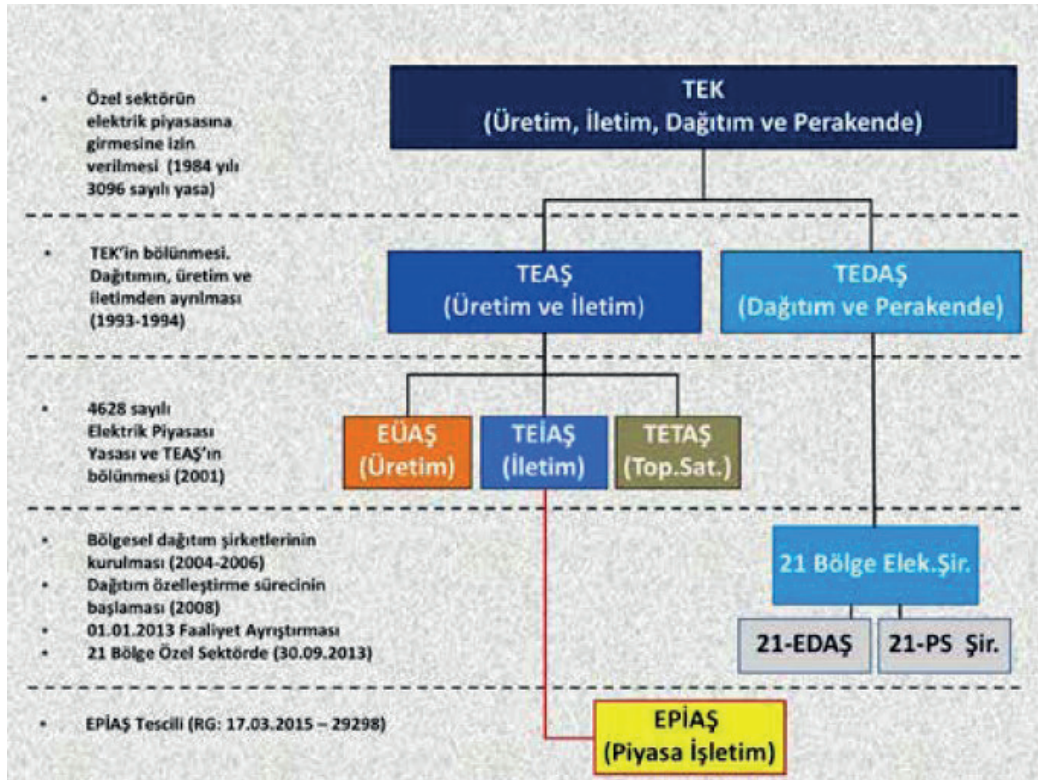 • Özel sektörün
elektrik piyasasına
girmesine izin
verilmesi (1984 yılı
3096 sayılı yasa)
TEK
(Üretim, İletim, Dağıtım ve Perakende)
• TEK'in bölünmesi.
Dağıtımın, üretim ve
iletimden ayrılması
(1993-1994)
TEAŞ
(Üretim ve İletim)
TEDAŞ
(Dağıtım ve Perakende)
• 4628 sayılı
Elektrik Piyasası
Yasası ve TEAŞ'ın
bölünmesi (2001)
EÜAŞ
(Üretim)
TEİAŞ
(İletim)
TETAŞ
(Top.Sat.)
• Bölgesel dağıtım şirketlerinin
kurulması (2004-2006)
• Dağıtım özelleştirme sürecinin
başlaması (2008)
• 01.01.2013 Faaliyet Ayrıştırması
• 21 Bölge Özel Sektörde (30.09.2013)
21 Bölge Elek.Şir.
21-EDAŞ
21-PS Şir.
• EPİAŞ Tescili (RG: 17.03.2015 – 29298)
EPİAŞ
(Piyasa İşletim)